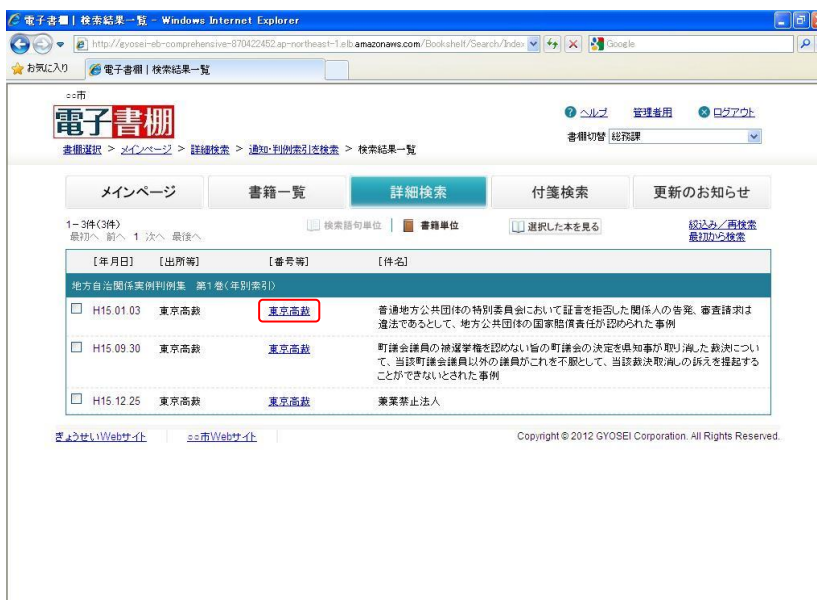 電子書棚 | 検索結果一覧 - Windows Internet Explorer
http://gyosei-eb-comprehensive-870422452.ap-northeast-1.elb.amazonaws.com/Bookshelf/Search/Index
Google
お気に入り
電子書棚 | 検索結果一覧
○○市
電子書棚
ヘルプ 管理者用 ログアウト
書棚切替 総務課
書棚選択 > メインページ > 詳細検索 > 通知・判例索引を検索 > 検索結果一覧
メインページ 書籍一覧 詳細検索 付箋検索 更新のお知らせ
1-3件(3件)
最初へ 前へ 1 次へ 最後へ
検索語句単位 | 書籍単位
選択した本を見る
絞込み/再検索
最初から検索
[年月日] [出所等] [番号等] [件名]
地方自治関係実例判例集 第1巻(年別索引)
H15.01.03 東京高裁 東京高裁 普通地方公共団体の特別委員会において証言を拒否した関係人の告発、審査請求は
違法であるとして、地方公共団体の国家賠償責任が認められた事例
H15.09.30 東京高裁 東京高裁 町議会議員の被選挙権を認めない旨の町議会の決定を県知事が取り消した裁決につい
て、当該町議会議員以外の議員がこれを不服として、当該裁決取消しの訴えを提起する
ことができないとされた事例
H15.12.25 東京高裁 東京高裁 兼業禁止法人
ぎょうせいWebサイト ○○市Webサイト
Copyright © 2012 GYOSEI Corporation. All Rights Reserved.